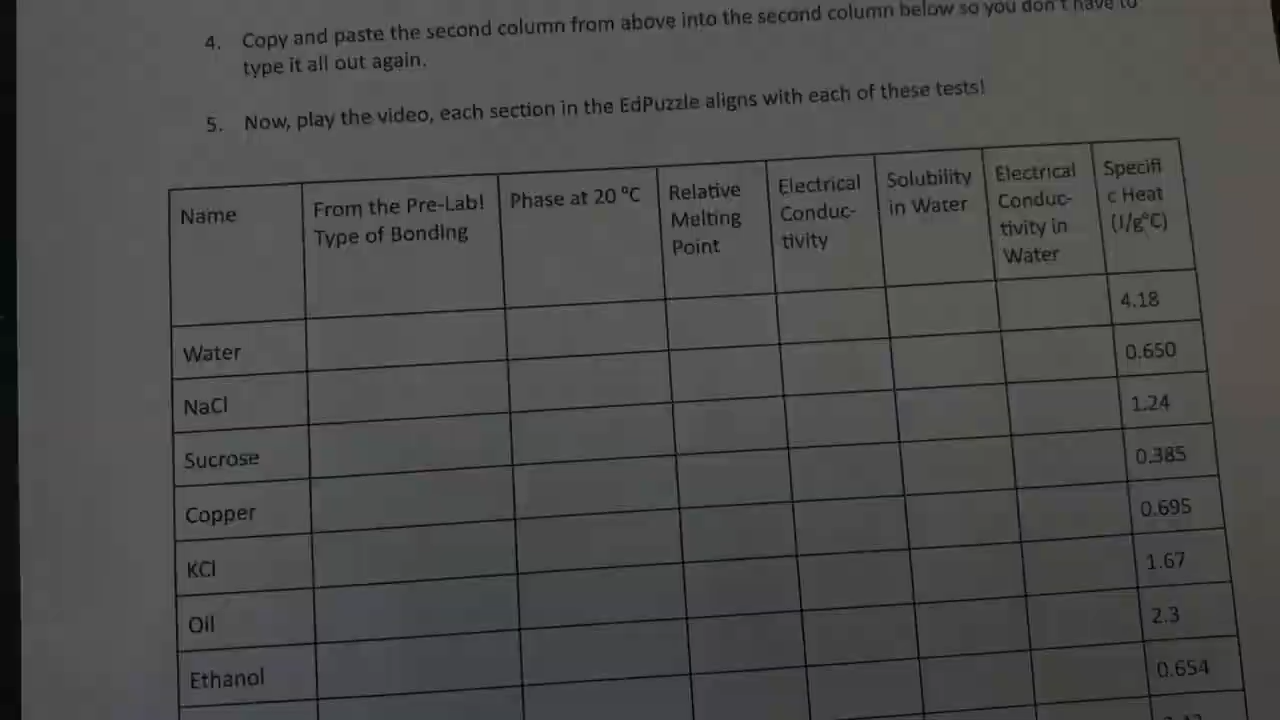 4. Copy and paste the second column from above into the second column below so you don't have to
type it all out again.
5. Now, play the video, each section in the EdPuzzle aligns with each of these tests!
Name
From the Pre-Lab!
Type of Bonding
Phase at 20 °C
Relative
Melting
Point
Electrical
Conduc-
tivity
Solubility
in Water
Electrical
Conduc-
tivity in
Water
Specifi
c Heat
(J/g°C)
Water
4.18
NaCl
0.650
Sucrose
1.24
Copper
0.385
KCl
0.695
Oil
1.67
Ethanol
2.3
0.654